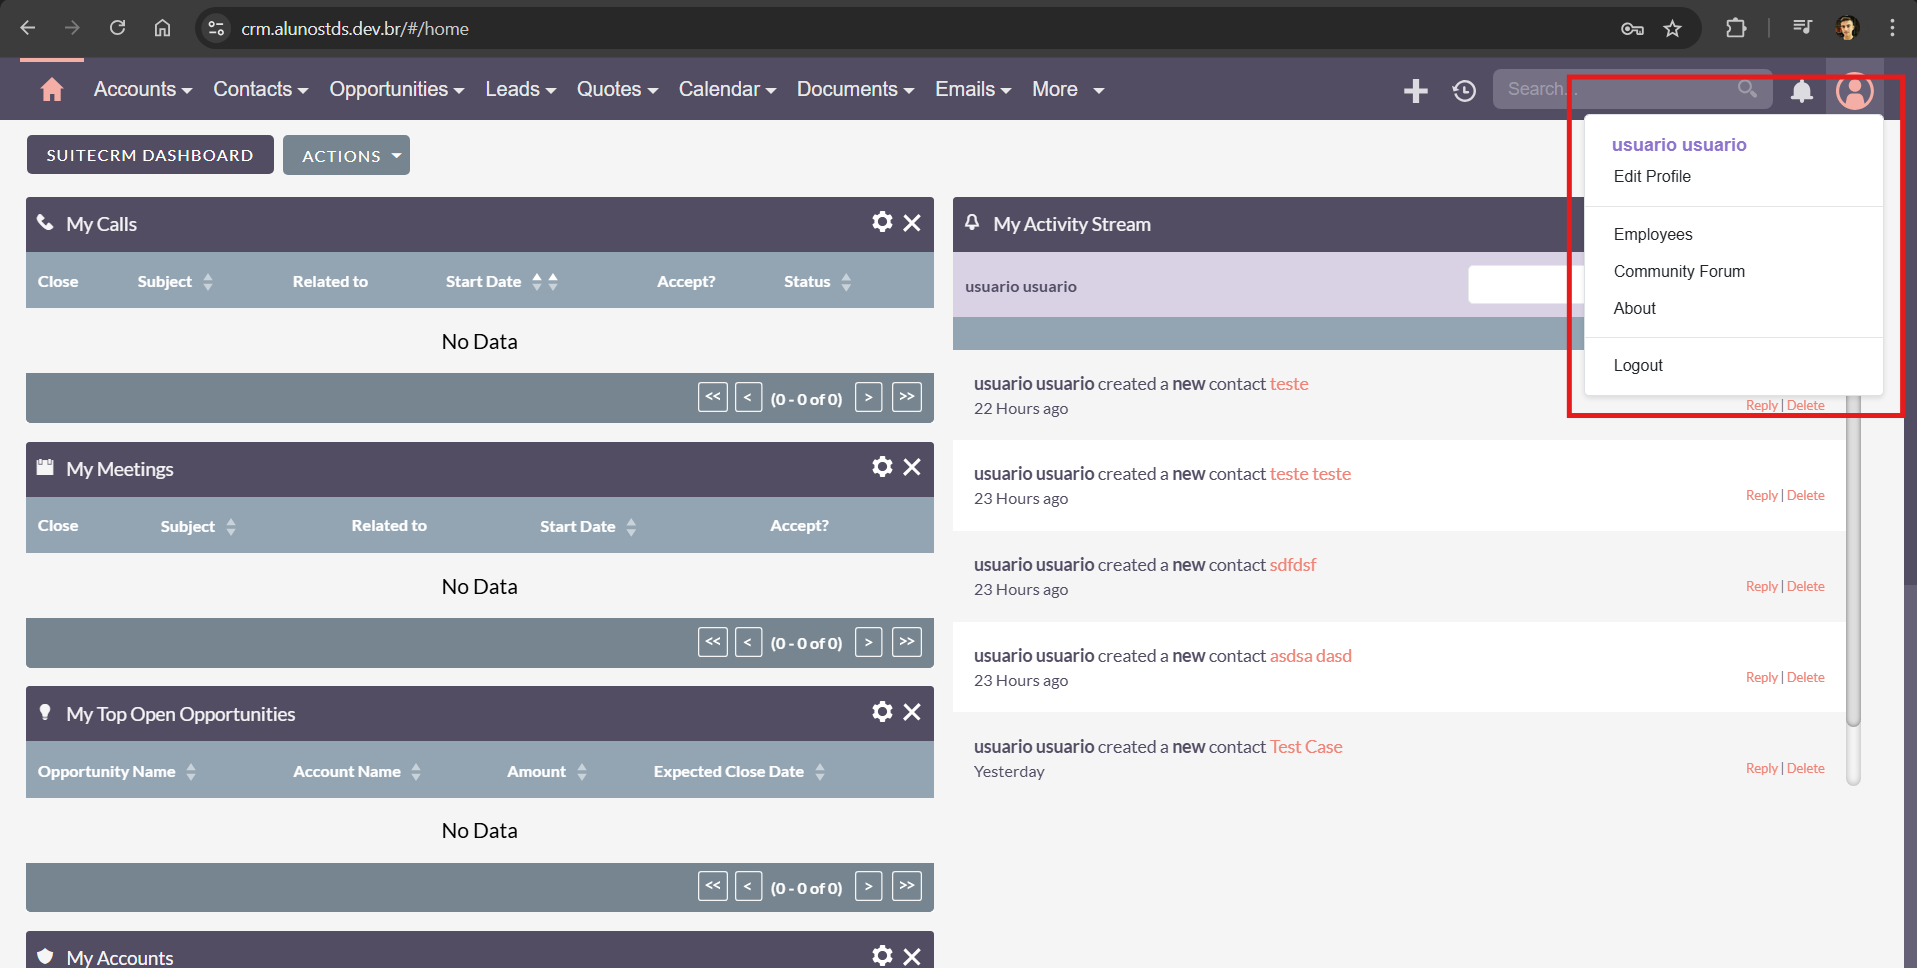 crm.alunostds.dev.br/#/home
Accounts Contacts Opportunities Leads Quotes Calendar Documents Emails More Search...
SUITECRM DASHBOARD ACTIONS
usuario usuario
Edit Profile
Employees
Community Forum
About
Logout
My Calls
Close Subject Related to Start Date Accept? Status
No Data
<< < (0 - 0 of 0) > >>
My Meetings
Close Subject Related to Start Date Accept?
No Data
<< < (0 - 0 of 0) > >>
My Top Open Opportunities
Opportunity Name Account Name Amount Expected Close Date
No Data
<< < (0 - 0 of 0) > >>
My Accounts
My Activity Stream
usuario usuario
usuario usuario created a new contact teste
22 Hours ago
Reply | Delete
usuario usuario created a new contact teste teste
23 Hours ago
Reply | Delete
usuario usuario created a new contact sdfdsf
23 Hours ago
Reply | Delete
usuario usuario created a new contact asdsa dasd
23 Hours ago
Reply | Delete
usuario usuario created a new contact Test Case
Yesterday
Reply | Delete